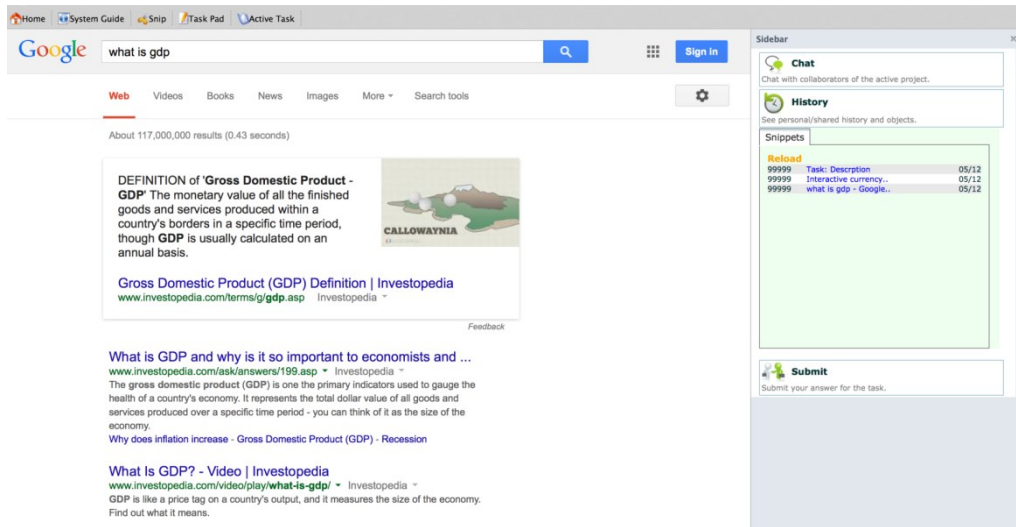 Home System Guide Snip Task Pad Active Task
Google what is gdp Sign in
Web Videos Books News Images More Search tools
About 117,000,000 results (0.43 seconds)
DEFINITION of 'Gross Domestic Product -
GDP' The monetary value of all the finished
goods and services produced within a
country's borders in a specific time period,
though GDP is usually calculated on an
annual basis.
CALLOWAYNIA
Gross Domestic Product (GDP) Definition | Investopedia
www.investopedia.com/terms/g/gdp.asp Investopedia
Feedback
What is GDP and why is it so important to economists and ...
www.investopedia.com/ask/answers/199.asp Investopedia
The gross domestic product (GDP) is one the primary indicators used to gauge the
health of a country's economy. It represents the total dollar value of all goods and
services produced over a specific time period - you can think of it as the size of the
economy.
Why does inflation increase - Gross Domestic Product (GDP) - Recession
What Is GDP? - Video | Investopedia
www.investopedia.com/video/play/what-is-gdp/ Investopedia
GDP is like a price tag on a country's output, and it measures the size of the economy.
Find out what it means.
Sidebar
Chat
Chat with collaborators of the active project.
History
See personal/shared history and objects.
Snippets
Reload
99999 Task: Descrption 05/12
99999 Interactive currency.. 05/12
99999 what is gdp - Google.. 05/12
Submit
Submit your answer for the task.